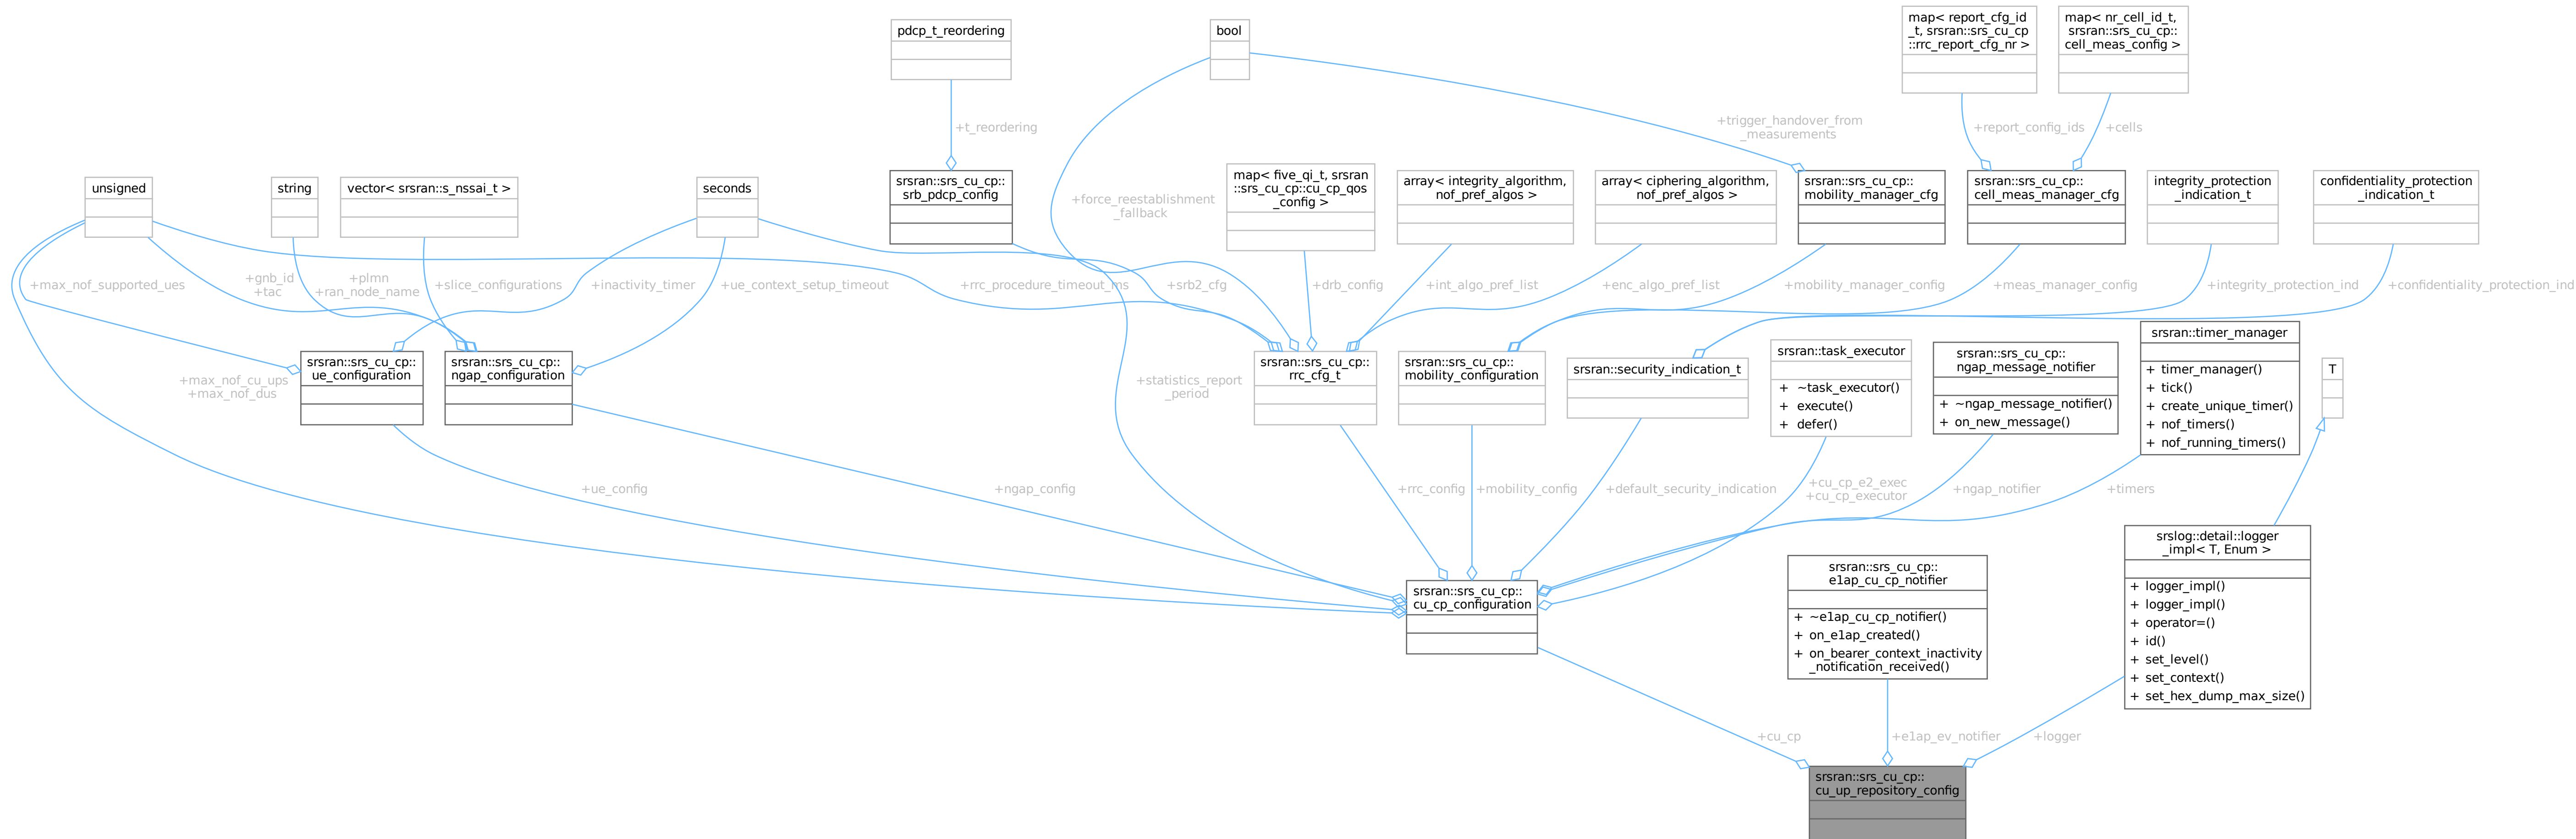 pdcp_t_reordering
bool
map< report_cfg_id
_t, srsran::srs_cu_cp
::rrc_report_cfg_nr >
map< nr_cell_id_t,
srsran::srs_cu_cp::
cell_meas_config >
+t_reordering
+trigger_handover_from
_measurements
+report_config_ids
+cells
unsigned
string
vector< srsran::s_nssai_t >
seconds
srsran::srs_cu_cp::
srb_pdcp_config
+force_reestablishment
_fallback
map< five_qi_t, srsran
::srs_cu_cp::cu_cp_qos
_config >
array< integrity_algorithm,
nof_pref_algos >
array< ciphering_algorithm,
nof_pref_algos >
srsran::srs_cu_cp::
mobility_manager_cfg
srsran::srs_cu_cp::
cell_meas_manager_cfg
integrity_protection
_indication_t
confidentiality_protection
_indication_t
+max_nof_supported_ues
+gnb_id
+tac
+plmn
+ran_node_name
+slice_configurations
+inactivity_timer
+ue_context_setup_timeout
+rrc_procedure_timeout_ms
+srb2_cfg
+drb_config
+int_algo_pref_list
+enc_algo_pref_list
+mobility_manager_config
+meas_manager_config
+integrity_protection_ind
+confidentiality_protection_ind
+max_nof_cu_ups
+max_nof_dus
srsran::srs_cu_cp::
ue_configuration
srsran::srs_cu_cp::
ngap_configuration
+statistics_report
_period
srsran::srs_cu_cp::
rrc_cfg_t
srsran::srs_cu_cp::
mobility_configuration
srsran::security_indication_t
srsran::task_executor
+ ~task_executor()
+ execute()
+ defer()
srsran::srs_cu_cp::
ngap_message_notifier
+ ~ngap_message_notifier()
+ on_new_message()
srsran::timer_manager
+ timer_manager()
+ tick()
+ create_unique_timer()
+ nof_timers()
+ nof_running_timers()
T
+ue_config
+ngap_config
+rrc_config
+mobility_config
+default_security_indication
+cu_cp_e2_exec
+cu_cp_executor
+ngap_notifier
+timers
srsran::srs_cu_cp::
cu_cp_configuration
srsran::srs_cu_cp::
e1ap_cu_cp_notifier
+ ~e1ap_cu_cp_notifier()
+ on_e1ap_created()
+ on_bearer_context_inactivity
_notification_received()
srslog::detail::logger
_impl< T, Enum >
+ logger_impl()
+ logger_impl()
+ operator=()
+ id()
+ set_level()
+ set_context()
+ set_hex_dump_max_size()
+cu_cp
+e1ap_ev_notifier
+logger
srsran::srs_cu_cp::
cu_up_repository_config